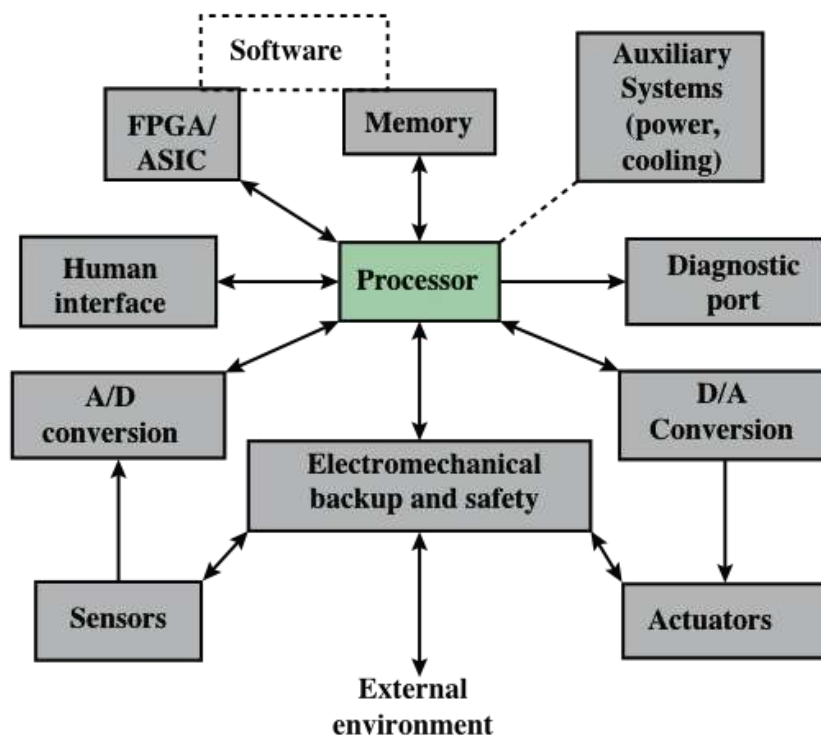 Software
Auxiliary
Systems
(power,
cooling)
FPGA/
ASIC
Memory
Human
interface
Processor
Diagnostic
port
A/D
conversion
D/A
Conversion
Electromechanical
backup and safety
Sensors
Actuators
External
environment